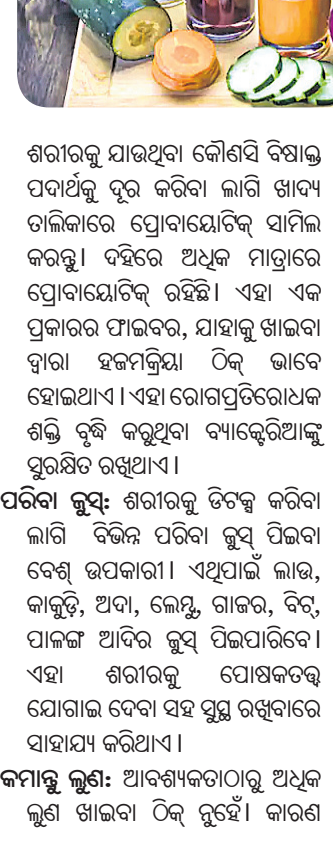 ଶରୀରକୁ ଯାଉଥିବା କୌଣସି ବିଷାକ୍ତ
ପଦାର୍ଥକୁ ଦୂର କରିବା ଲାଗି ଖାଦ୍ୟ
ତାଲିକାରେ ପ୍ରୋବାୟୋଟିକ୍ ସାମିଲ
କରନ୍ତୁ। ଦହିରେ ଅଧିକ ମାତ୍ରାରେ
ପ୍ରୋବାୟୋଟିକ୍ ରହିଛି। ଏହା ଏକ
ପ୍ରକାରର ଫାଇବର, ଯାହାକୁ ଖାଇବା
ଦ୍ୱାରା ହଜମକ୍ରିୟା ଠିକ୍ ଭାବେ
ହୋଇଥାଏ । ଏହା ରୋଗପ୍ରତିରୋଧକ
ଶକ୍ତି ବୃଦ୍ଧି କରୁଥିବା ବ୍ୟାକ୍ଟେରିଆଙ୍କୁ
ସୁରକ୍ଷିତ ରଖିଥାଏ ।
ପରିବା ଜୁସ୍: ଶରୀରକୁ ଡିଟକ୍ସ କରିବା
ଲାଗି ବିଭିନ୍ନ ପରିବା ଜୁସ୍ ପିଇବା
ବେଶ୍ ଉପକାରୀ। ଏଥିପାଇଁ ଲାଉ,
କାକୁଡ଼ି, ଅଦା, ଲେମ୍ୱୁ, ଗାଜର, ବିଟ୍,
ପାଳଙ୍ଗ ଆଦିର ଜୁସ୍ ପିଇପାରିବେ।
ଏହା ଶରୀରକୁ ପୋଷକତତ୍ତ୍ୱ
ଯୋଗାଇ ଦେବା ସହ ସୁସ୍ଥ ରଖିବାରେ
ସାହାଯ୍ୟ କରିଥାଏ ।
କମାନ୍ତୁ ଲୁଣ: ଆବଶ୍ୟକତାଠାରୁ ଅଧିକ
ଲୁଣ ଖାଇବା ଠିକ୍ ନୁହେଁ। କାରଣ